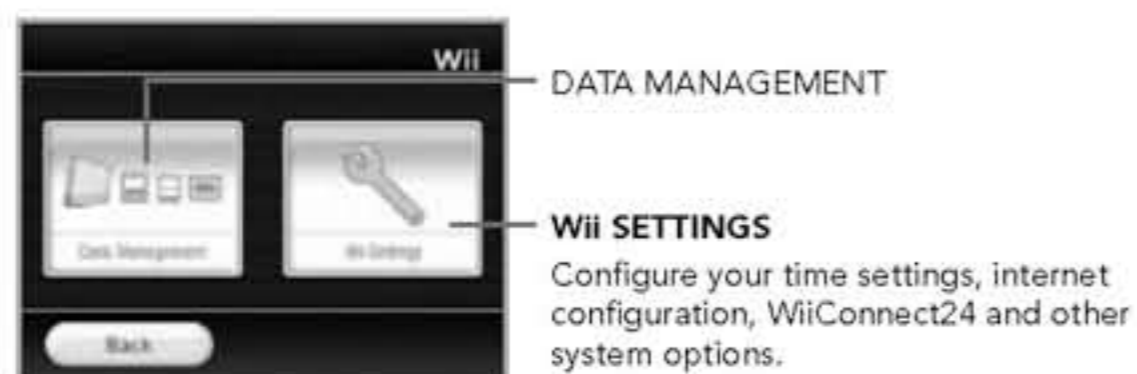 Wii
DATA MANAGEMENT
Data Management
Wii Settings
Wii SETTINGS
Configure your time settings, internet
configuration, WiiConnect24 and other
system options.
Back